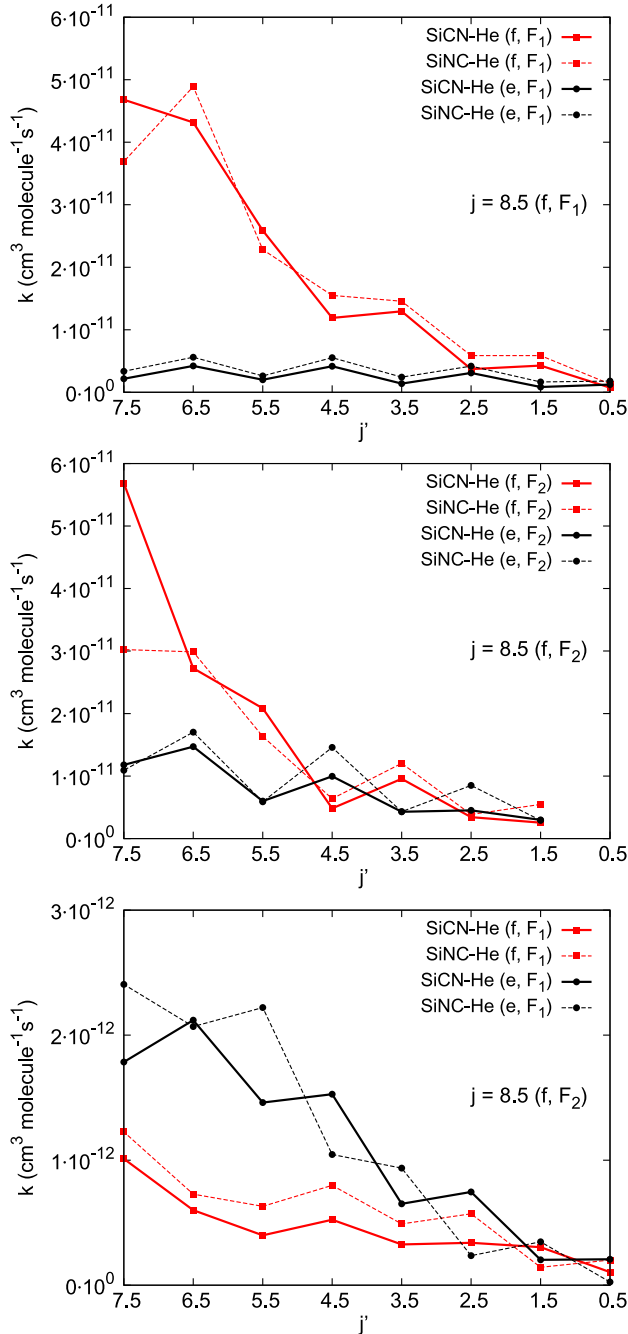 6·10⁻¹¹
5·10⁻¹¹
4·10⁻¹¹
3·10⁻¹¹
2·10⁻¹¹
1·10⁻¹¹
0·10⁰
k (cm³ molecule⁻¹s⁻¹)
SiCN-He (f, F₁)
SiNC-He (f, F₁)
SiCN-He (e, F₁)
SiNC-He (e, F₁)
j = 8.5 (f, F₁)
7.5 6.5 5.5 4.5 3.5 2.5 1.5 0.5
j'
6·10⁻¹¹
5·10⁻¹¹
4·10⁻¹¹
3·10⁻¹¹
2·10⁻¹¹
1·10⁻¹¹
0·10⁰
k (cm³ molecule⁻¹s⁻¹)
SiCN-He (f, F₂)
SiNC-He (f, F₂)
SiCN-He (e, F₂)
SiNC-He (e, F₂)
j = 8.5 (f, F₂)
7.5 6.5 5.5 4.5 3.5 2.5 1.5 0.5
j'
3·10⁻¹²
2·10⁻¹²
1·10⁻¹²
0·10⁰
k (cm³ molecule⁻¹s⁻¹)
SiCN-He (f, F₁)
SiNC-He (f, F₁)
SiCN-He (e, F₁)
SiNC-He (e, F₁)
j = 8.5 (f, F₂)
7.5 6.5 5.5 4.5 3.5 2.5 1.5 0.5
j'